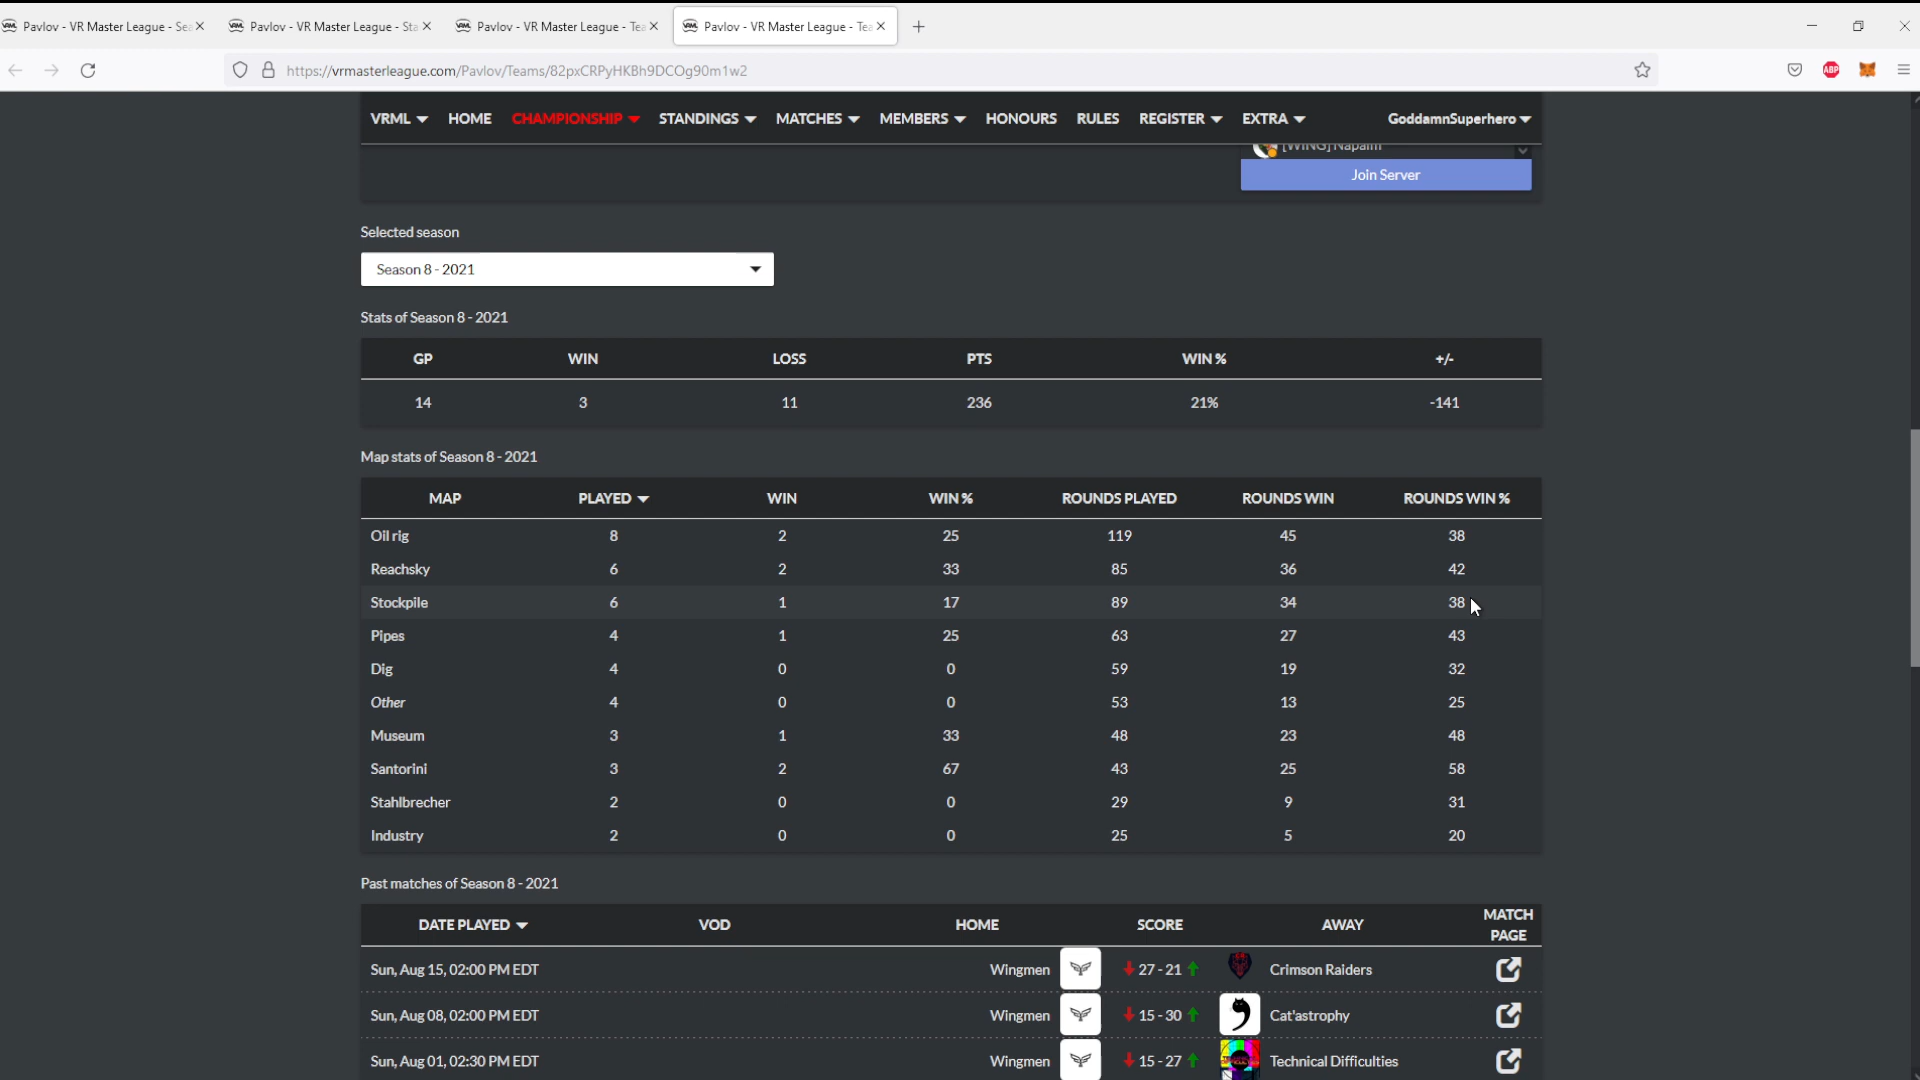 Pavlov - VR Master League - Se
Pavlov - VR Master League - Sta
Pavlov - VR Master League - Tea
Pavlov - VR Master League - Tea
https://vrmasterleague.com/Pavlov/Teams/82pxCRPyHKBh9DCOg90m1w2
ABP
VRML HOME CHAMPIONSHIP STANDINGS MATCHES MEMBERS HONOURS RULES REGISTER EXTRA GoddamnSuperhero
[WING] Napalm
Join Server
Selected season
Season 8 - 2021
Stats of Season 8 - 2021
GP WIN LOSS PTS WIN % +/-
14 3 11 236 21% -141
Map stats of Season 8 - 2021
MAP PLAYED WIN WIN % ROUNDS PLAYED ROUNDS WIN ROUNDS WIN %
Oil rig 8 2 25 119 45 38
Reachsky 6 2 33 85 36 42
Stockpile 6 1 17 89 34 38
Pipes 4 1 25 63 27 43
Dig 4 0 0 59 19 32
Other 4 0 0 53 13 25
Museum 3 1 33 48 23 48
Santorini 3 2 67 43 25 58
Stahlbrecher 2 0 0 29 9 31
Industry 2 0 0 25 5 20
Past matches of Season 8 - 2021
DATE PLAYED VOD HOME SCORE AWAY MATCH PAGE
Sun, Aug 15, 02:00 PM EDT Wingmen 27 - 21 Crimson Raiders
Sun, Aug 08, 02:00 PM EDT Wingmen 15 - 30 Cat'astrophy
Sun, Aug 01, 02:30 PM EDT Wingmen 15 - 27 Technical Difficulties